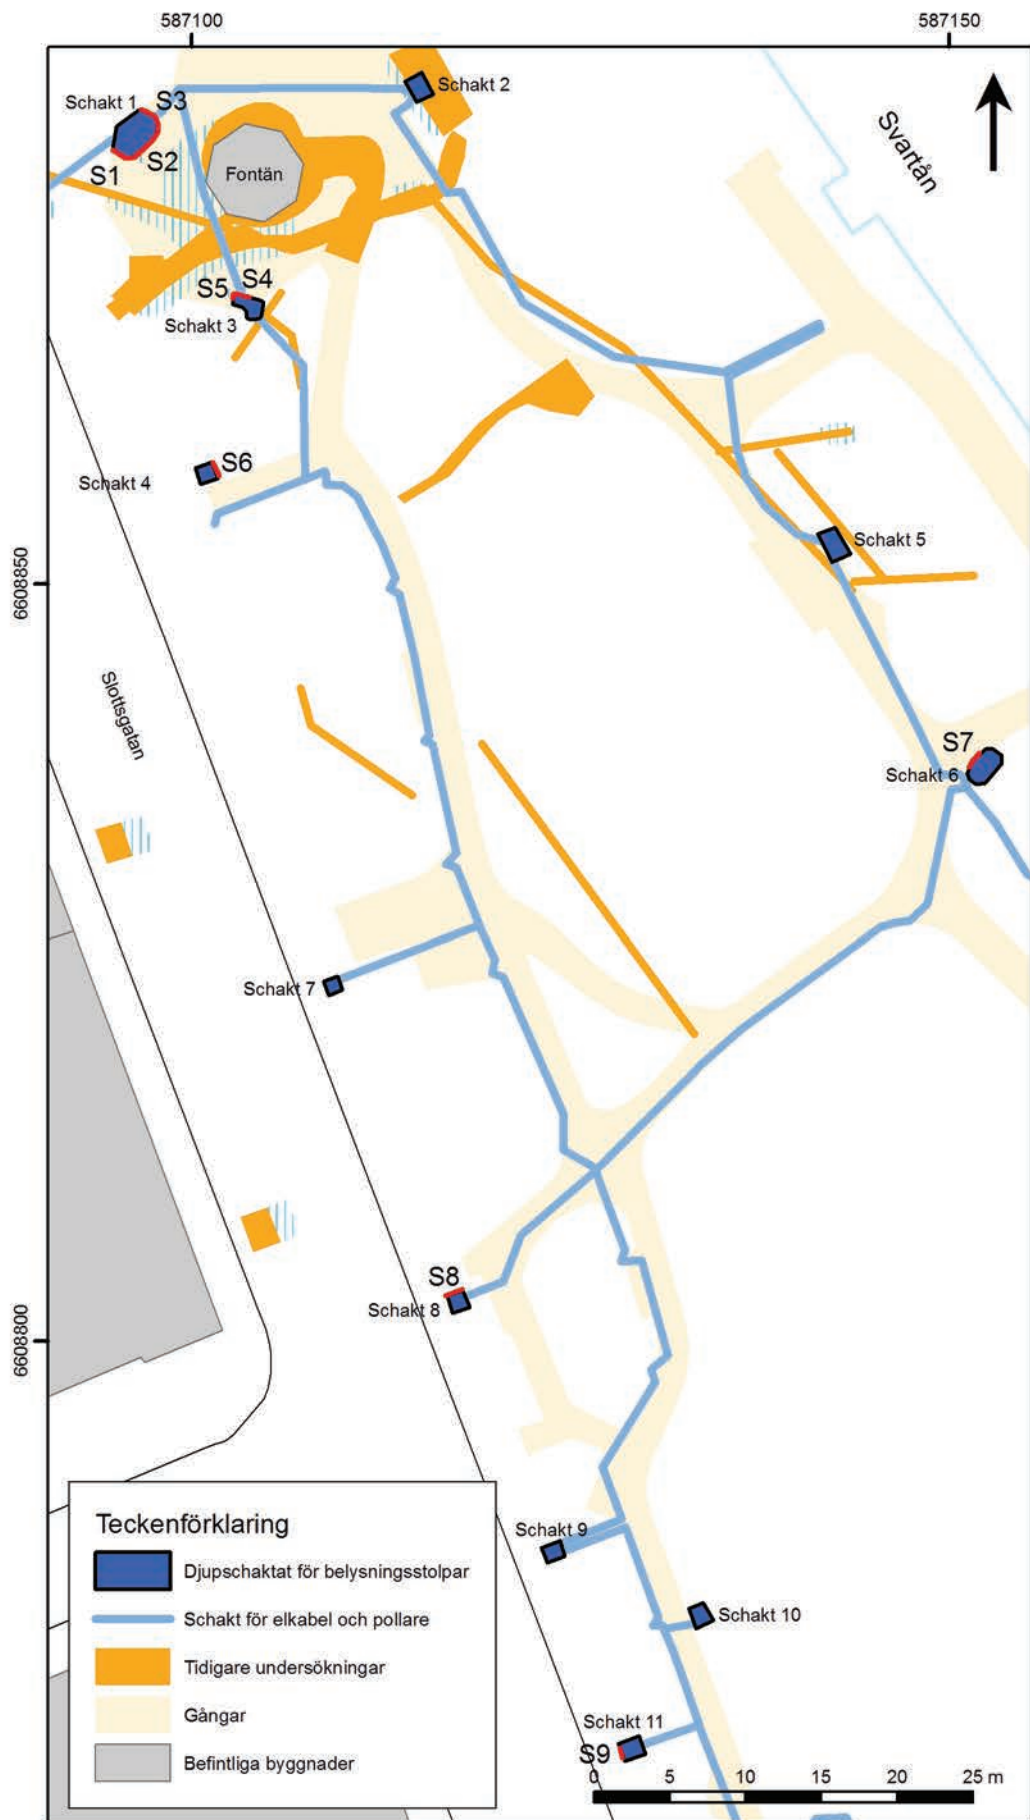 587100
587150
Schakt 1
S3
Schakt 2
S1
S2
Fontän
Svartån
S5
S4
Schakt 3
S6
Schakt 4
Schakt 5
6608850
Slottsgatan
S7
Schakt 6
Schakt 7
S8
Schakt 8
6608800
Teckenförklaring
Djupschaktat för belysningsstolpar
Schakt för elkabel och pollare
Tidigare undersökningar
Gångar
Befintliga byggnader
Schakt 9
Schakt 10
Schakt 11
S9
0 5 10 15 20 25 m